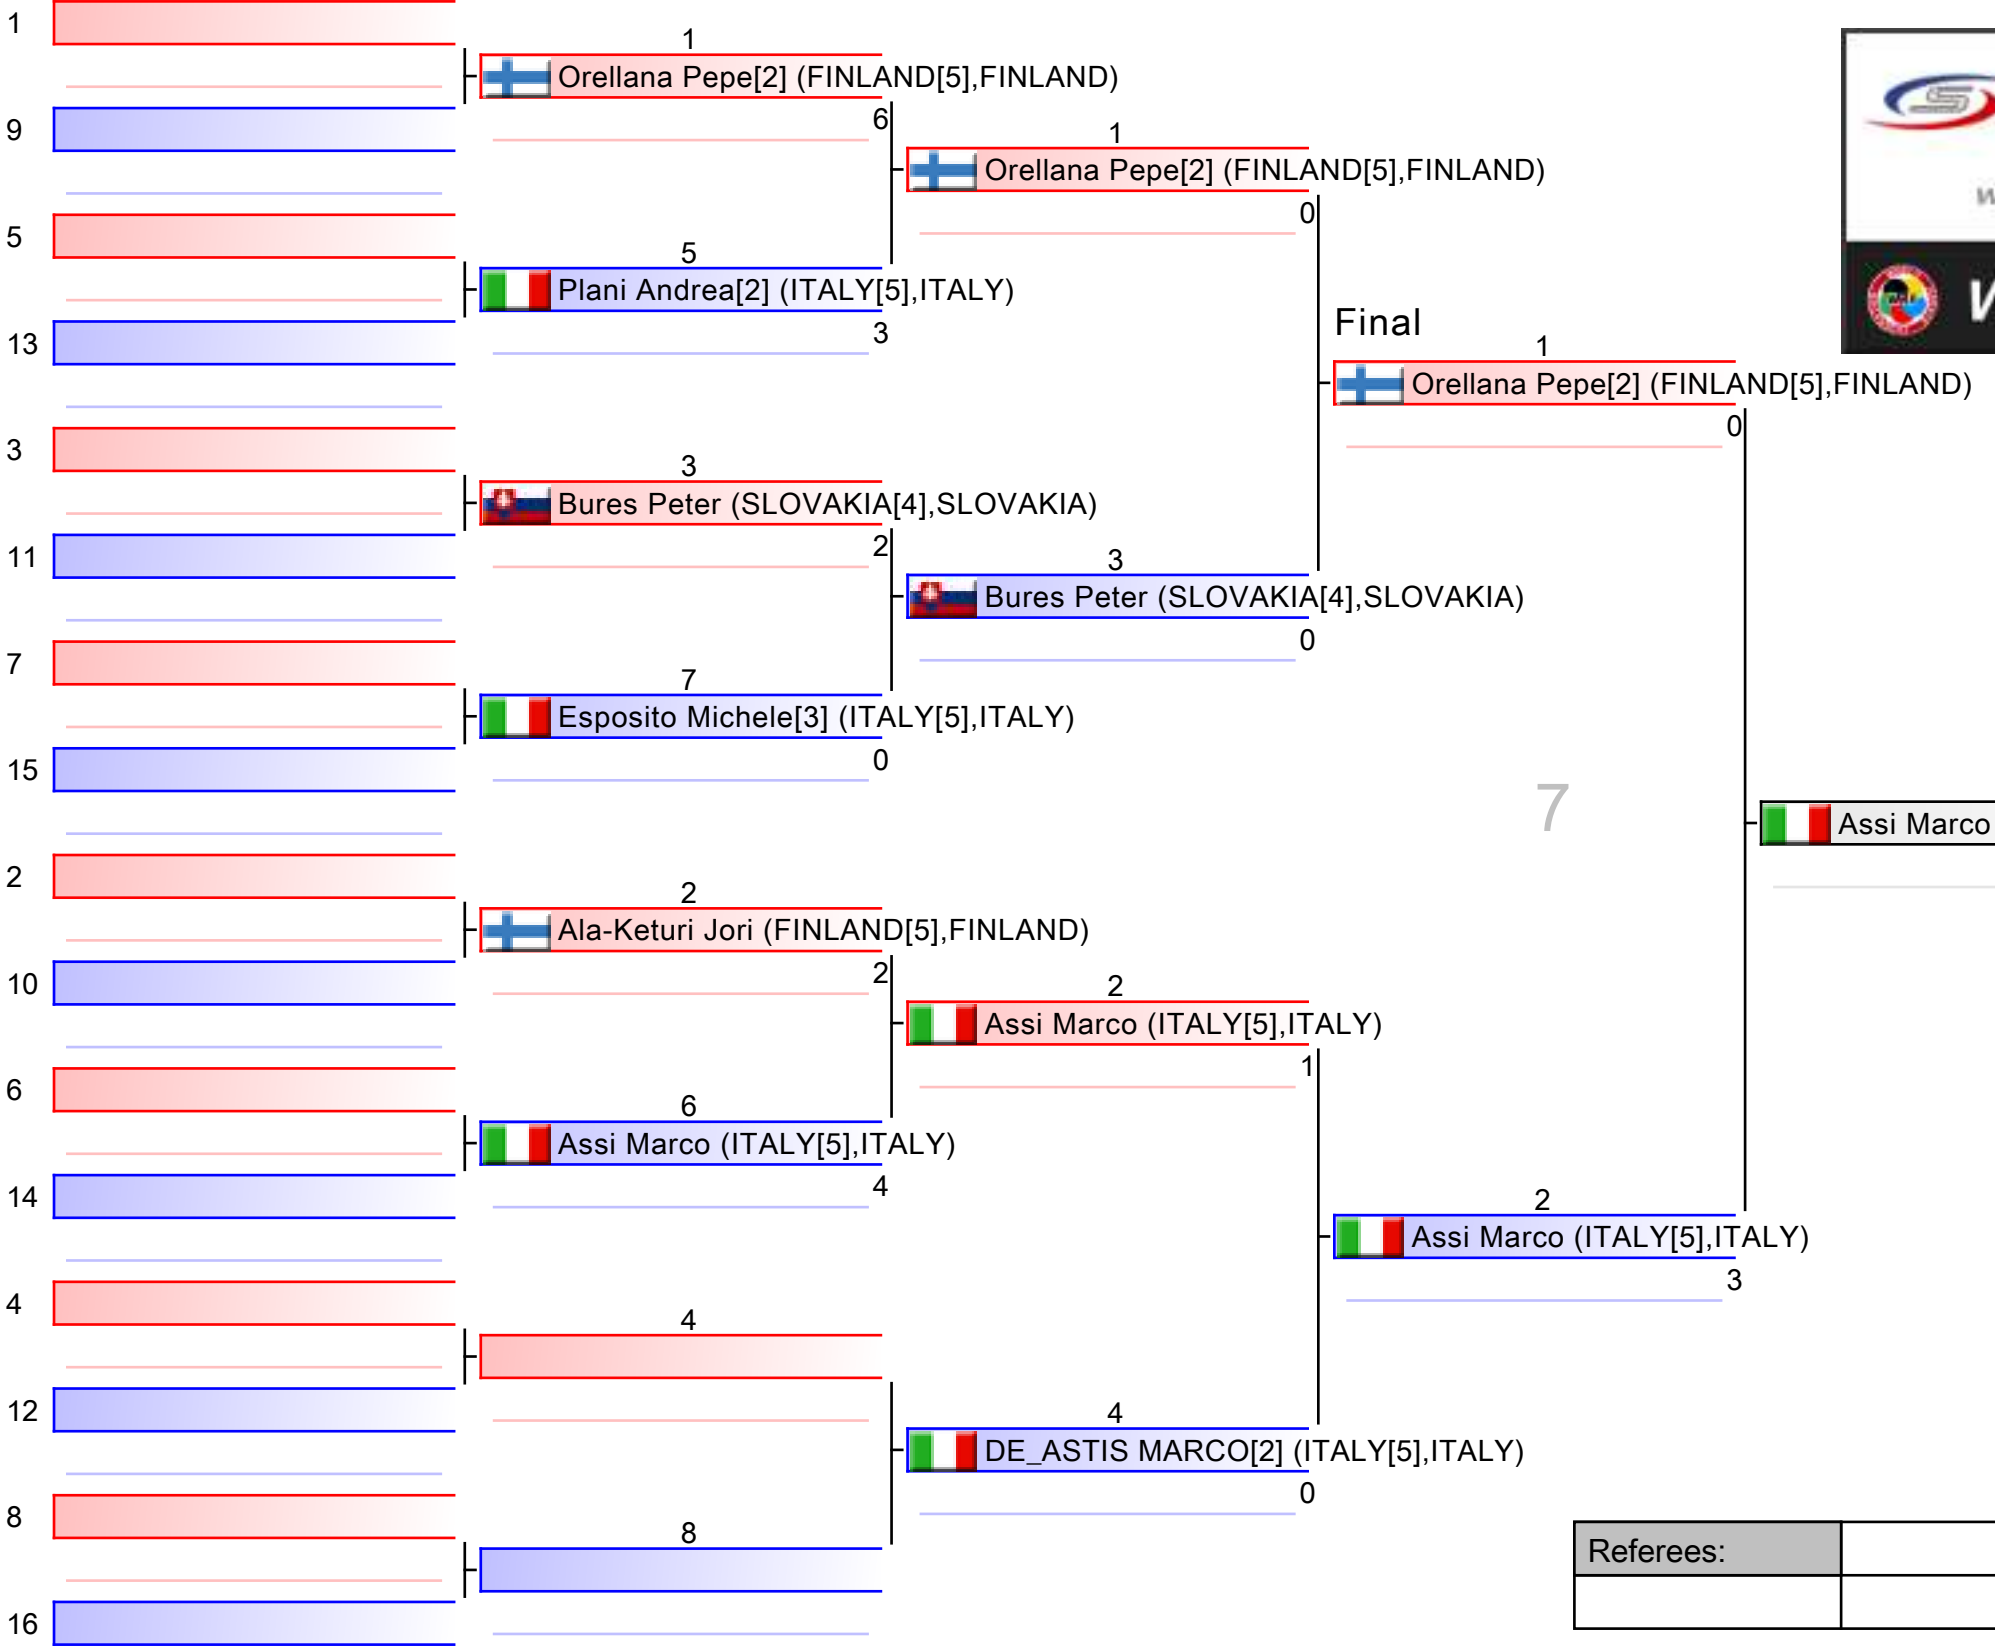 1
1
Orellana Pepe[2] (FINLAND[5],FINLAND)
9
6
1
Orellana Pepe[2] (FINLAND[5],FINLAND)
0
5
5
Plani Andrea[2] (ITALY[5],ITALY)
13
3
Final
1
Orellana Pepe[2] (FINLAND[5],FINLAND)
0
3
3
Bures Peter (SLOVAKIA[4],SLOVAKIA)
11
2
3
Bures Peter (SLOVAKIA[4],SLOVAKIA)
0
7
7
Esposito Michele[3] (ITALY[5],ITALY)
15
0
7
Assi Marco
2
2
Ala-Keturi Jori (FINLAND[5],FINLAND)
10
2
2
Assi Marco (ITALY[5],ITALY)
1
6
6
Assi Marco (ITALY[5],ITALY)
14
4
2
Assi Marco (ITALY[5],ITALY)
3
4
4
12
4
DE_ASTIS MARCO[2] (ITALY[5],ITALY)
0
8
8
16
Referees: